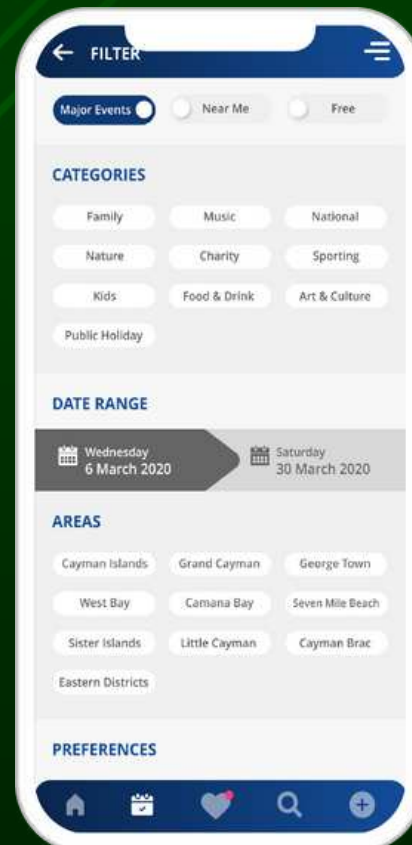 FILTER
Major Events Near Me Free
CATEGORIES
Family Music National
Nature Charity Sporting
Kids Food & Drink Art & Culture
Public Holiday
DATE RANGE
Wednesday Saturday
6 March 2020 30 March 2020
AREAS
Cayman Islands Grand Cayman George Town
West Bay Camana Bay Seven Mile Beach
Sister Islands Little Cayman Cayman Brac
Eastern Districts
PREFERENCES